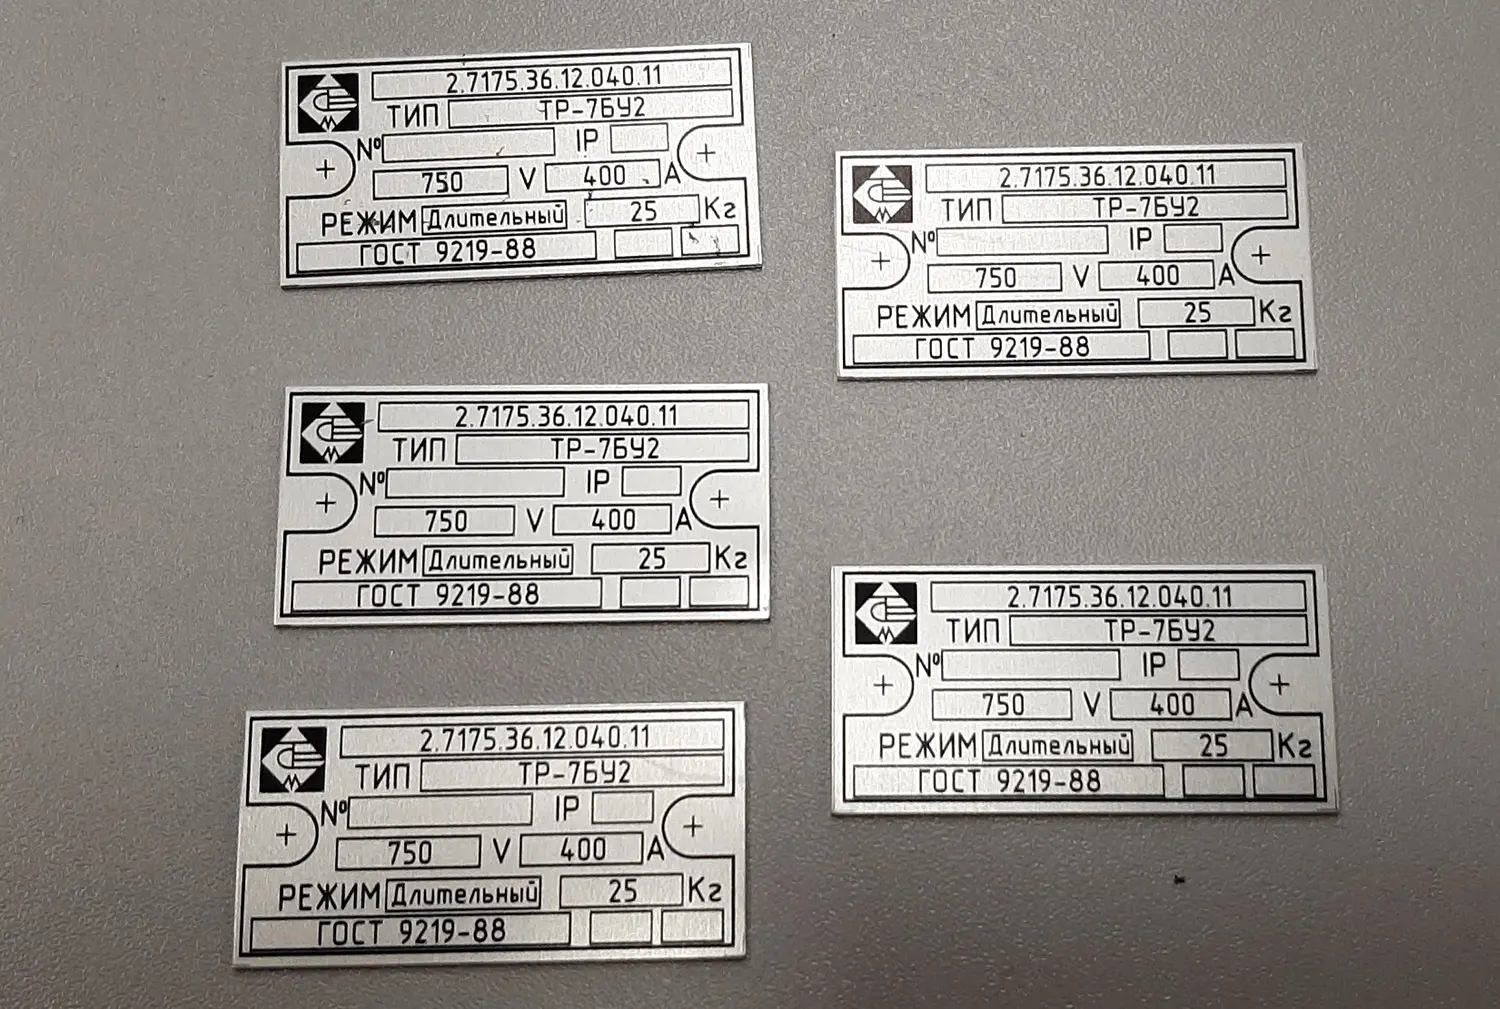 2.7175.36.12.040.11
ТИП ТР-7БУ2
№ IP
750 V 400 A
РЕЖИМ Длительный 25 Кг
ГОСТ 9219-88
2.7175.36.12.040.11
ТИП ТР-7БУ2
№ IP
750 V 400 A
РЕЖИМ Длительный 25 Кг
ГОСТ 9219-88
2.7175.36.12.040.11
ТИП ТР-7БУ2
№ IP
750 V 400 A
РЕЖИМ Длительный 25 Кг
ГОСТ 9219-88
2.7175.36.12.040.11
ТИП ТР-7БУ2
№ IP
750 V 400 A
РЕЖИМ Длительный 25 Кг
ГОСТ 9219-88
2.7175.36.12.040.11
ТИП ТР-7БУ2
№ IP
750 V 400 A
РЕЖИМ Длительный 25 Кг
ГОСТ 9219-88